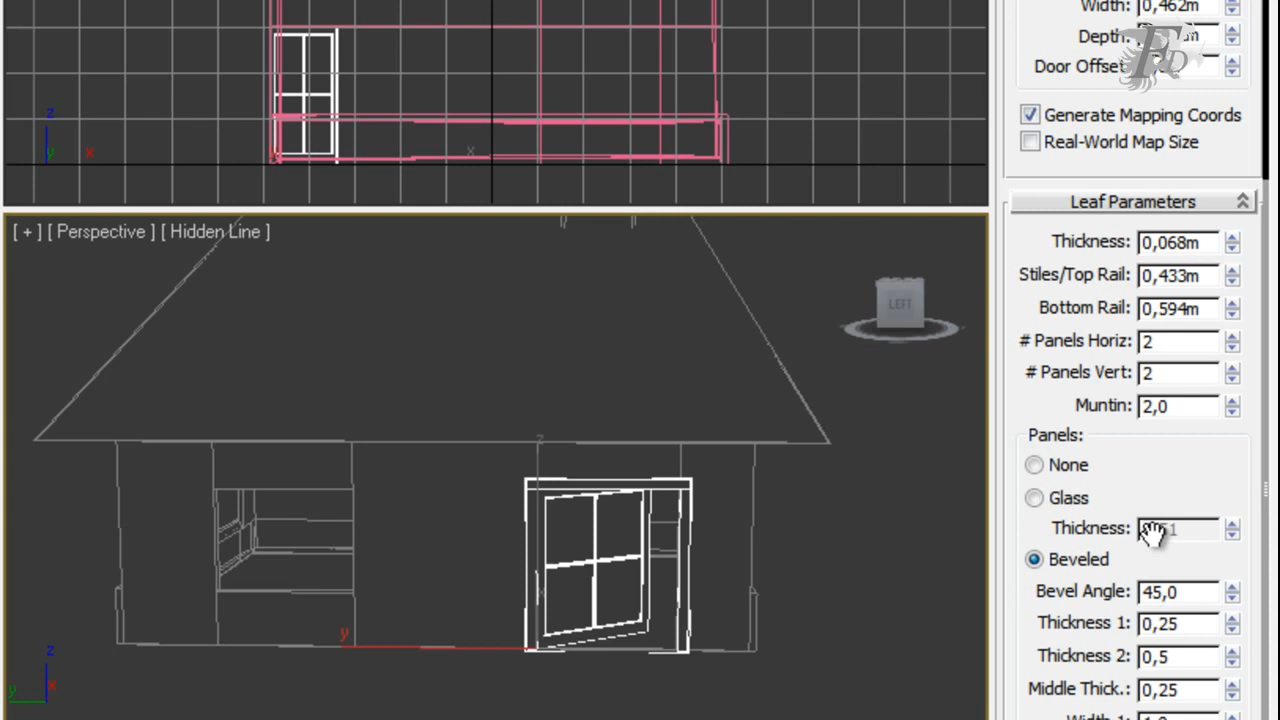 Width: 0,462m
Depth:
Door Offset
Generate Mapping Coords
Real-World Map Size
z
y x
x
Leaf Parameters
[ + ] [ Perspective ] [ Hidden Line ]
Thickness: 0,068m
Stiles/Top Rail: 0,433m
LEFT
Bottom Rail: 0,594m
# Panels Horiz: 2
# Panels Vert: 2
Muntin: 2,0
Panels:
z
None
Glass
Thickness:
Beveled
Bevel Angle: 45,0
Thickness 1: 0,25
y
Thickness 2: 0,5
z
Middle Thick.: 0,25
y x